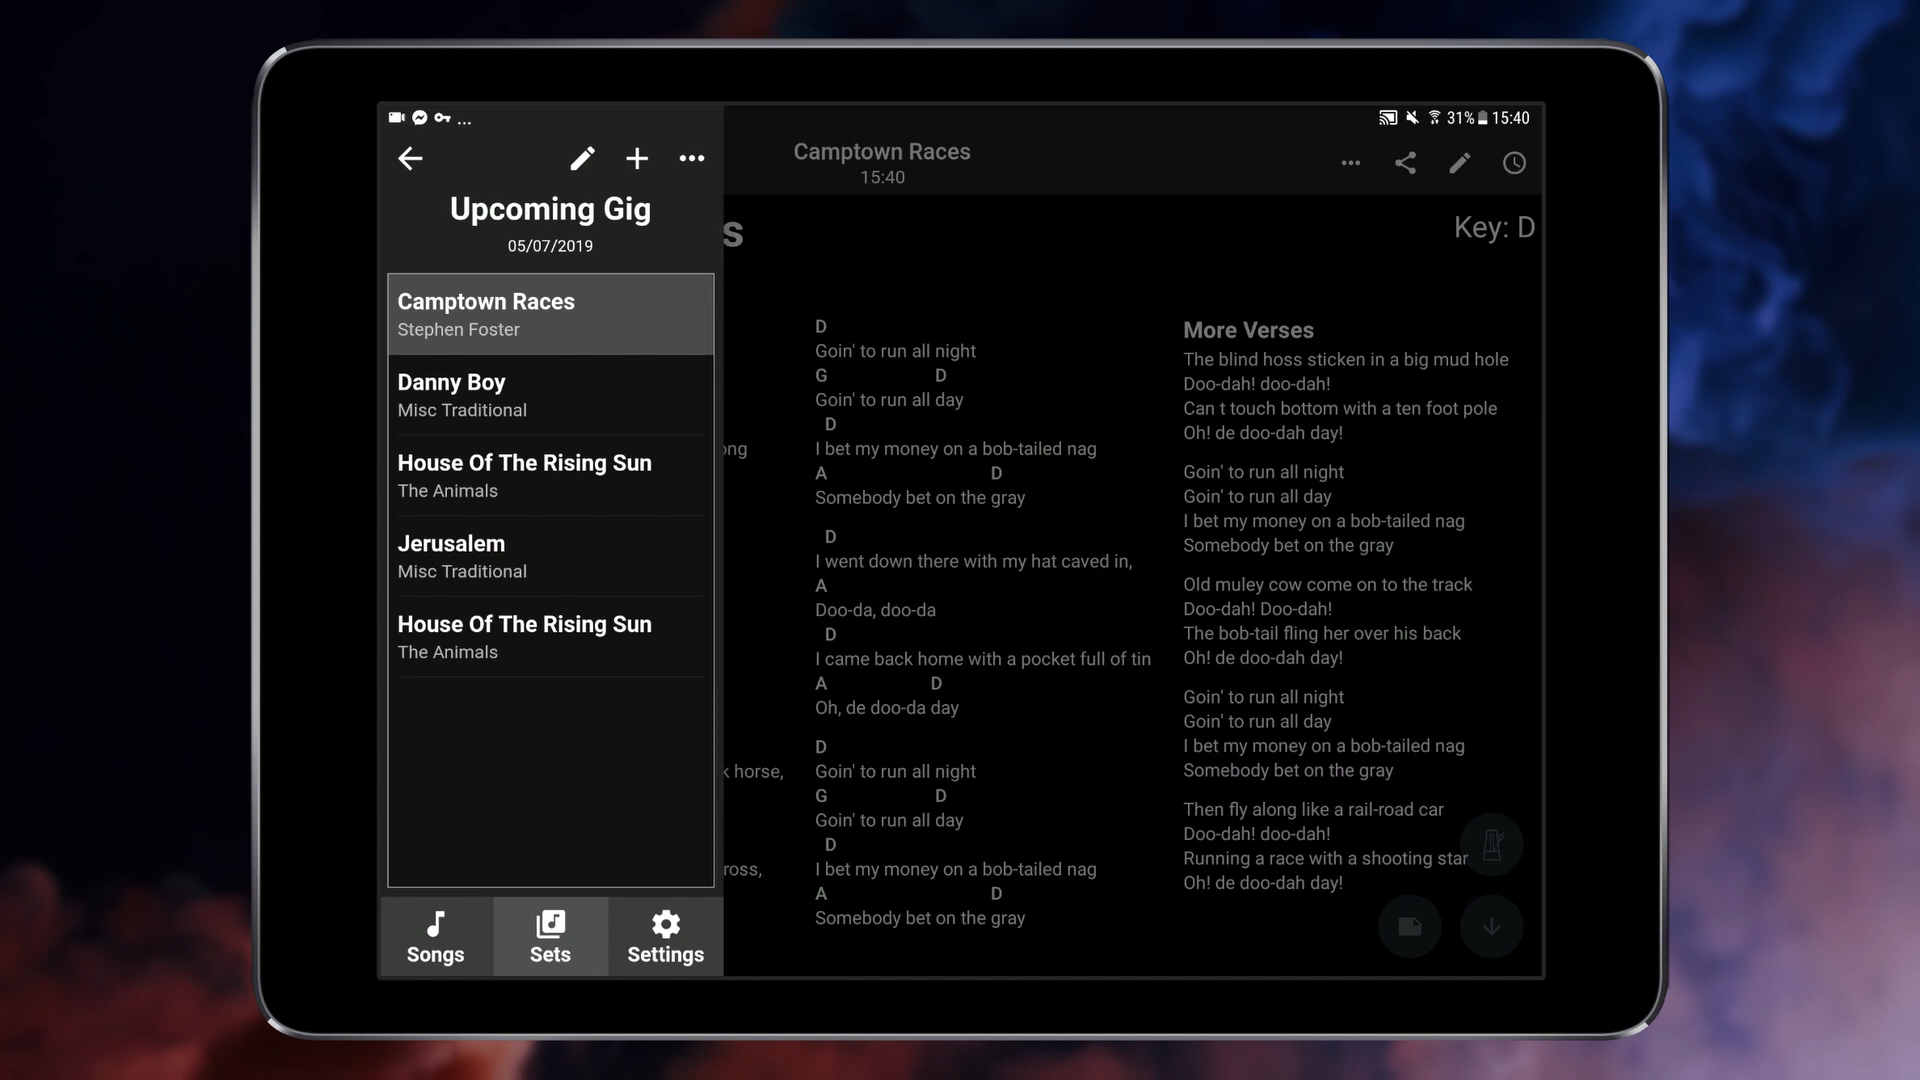 ... 31% 15:40
Upcoming Gig
05/07/2019
Camptown Races
Stephen Foster
Danny Boy
Misc Traditional
House Of The Rising Sun
The Animals
Jerusalem
Misc Traditional
House Of The Rising Sun
The Animals
Songs
Sets
Settings
Camptown Races
15:40
s
Key: D
ong
k horse,
ross,
D
Goin' to run all night
G D
Goin' to run all day
D
I bet my money on a bob-tailed nag
A D
Somebody bet on the gray
D
I went down there with my hat caved in,
A
Doo-da, doo-da
D
I came back home with a pocket full of tin
A D
Oh, de doo-da day
D
Goin' to run all night
G D
Goin' to run all day
D
I bet my money on a bob-tailed nag
A D
Somebody bet on the gray
More Verses
The blind hoss sticken in a big mud hole
Doo-dah! doo-dah!
Can t touch bottom with a ten foot pole
Oh! de doo-dah day!
Goin' to run all night
Goin' to run all day
I bet my money on a bob-tailed nag
Somebody bet on the gray
Old muley cow come on to the track
Doo-dah! Doo-dah!
The bob-tail fling her over his back
Oh! de doo-dah day!
Goin' to run all night
Goin' to run all day
I bet my money on a bob-tailed nag
Somebody bet on the gray
Then fly along like a rail-road car
Doo-dah! doo-dah!
Running a race with a shooting star
Oh! de doo-dah day!